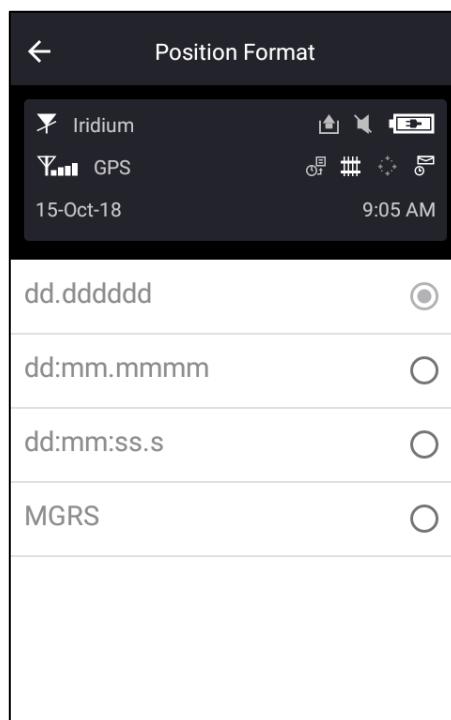 Position Format
Iridium
GPS
15-Oct-18 9:05 AM
dd.dddddd
dd:mm.mmmm
dd:mm:ss.s
MGRS